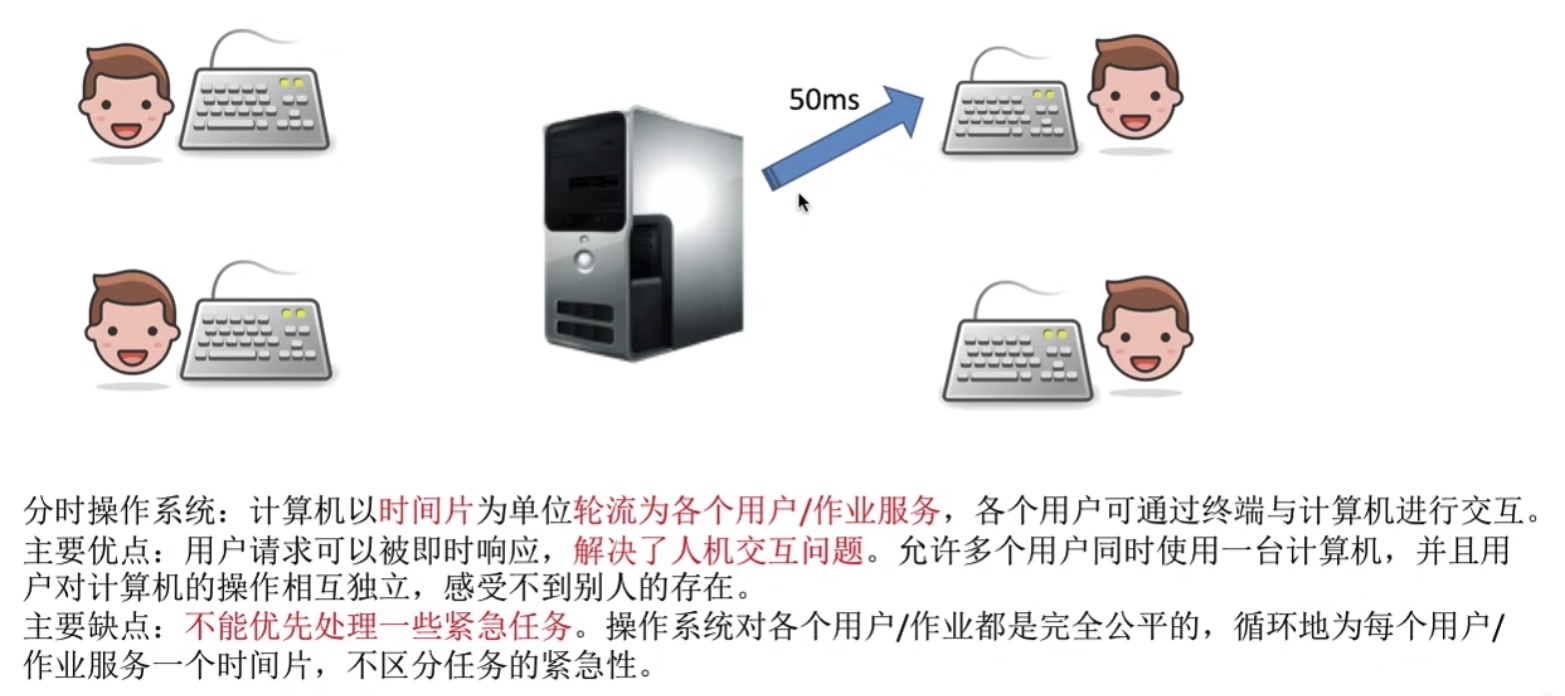 50ms
分时操作系统：计算机以时间片为单位轮流为各个用户/作业服务，各个用户可通过终端与计算机进行交互。
主要优点：用户请求可以被即时响应，解决了人机交互问题。允许多个用户同时使用一台计算机，并且用
户对计算机的操作相互独立，感受不到别人的存在。
主要缺点：不能优先处理一些紧急任务。操作系统对各个用户/作业都是完全公平的，循环地为每个用户/
作业服务一个时间片，不区分任务的紧急性。